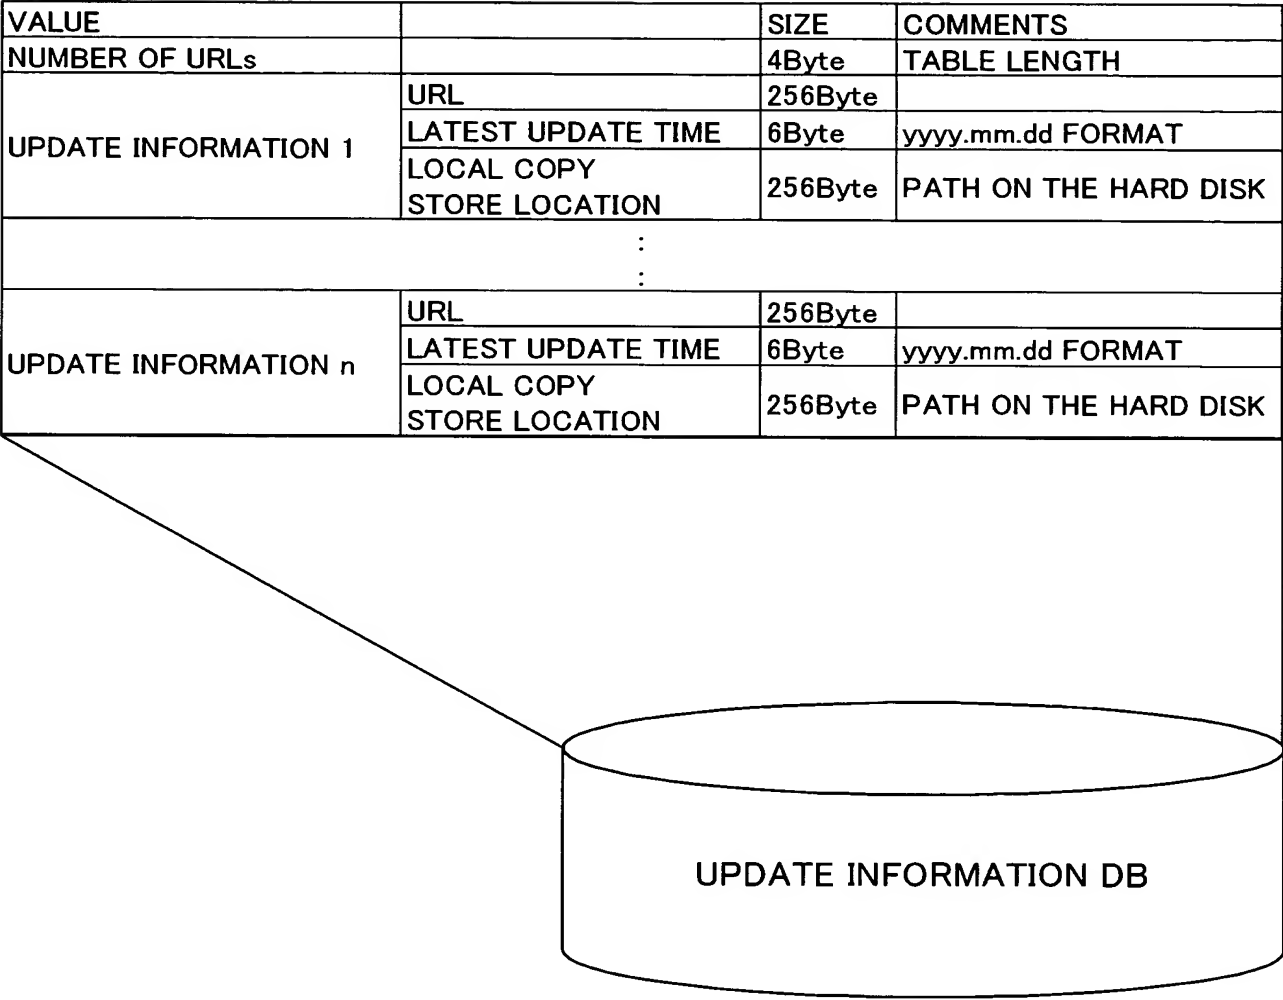 VALUE SIZE COMMENTS
NUMBER OF URLs 4Byte TABLE LENGTH
UPDATE INFORMATION 1
URL 256Byte
LATEST UPDATE TIME 6Byte yyyy.mm.dd FORMAT
LOCAL COPY
STORE LOCATION 256Byte PATH ON THE HARD DISK
:
:
UPDATE INFORMATION n
URL 256Byte
LATEST UPDATE TIME 6Byte yyyy.mm.dd FORMAT
LOCAL COPY
STORE LOCATION 256Byte PATH ON THE HARD DISK
UPDATE INFORMATION DB